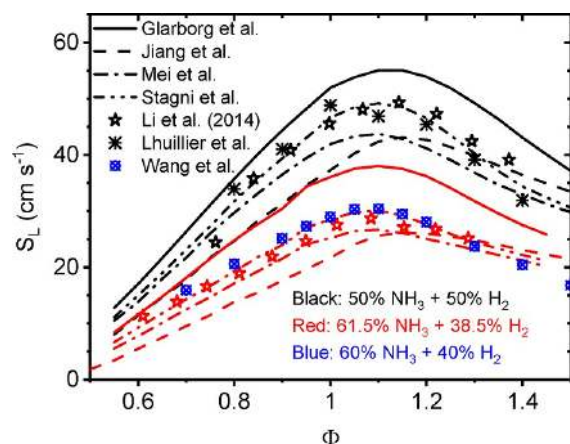 60
40
20
0
S_L (cm s⁻¹)
Glarborg et al.
Jiang et al.
Mei et al.
Stagni et al.
Li et al. (2014)
Lhuillier et al.
Wang et al.
Black: 50% NH₃ + 50% H₂
Red: 61.5% NH₃ + 38.5% H₂
Blue: 60% NH₃ + 40% H₂
0.6 0.8 1 1.2 1.4
Φ